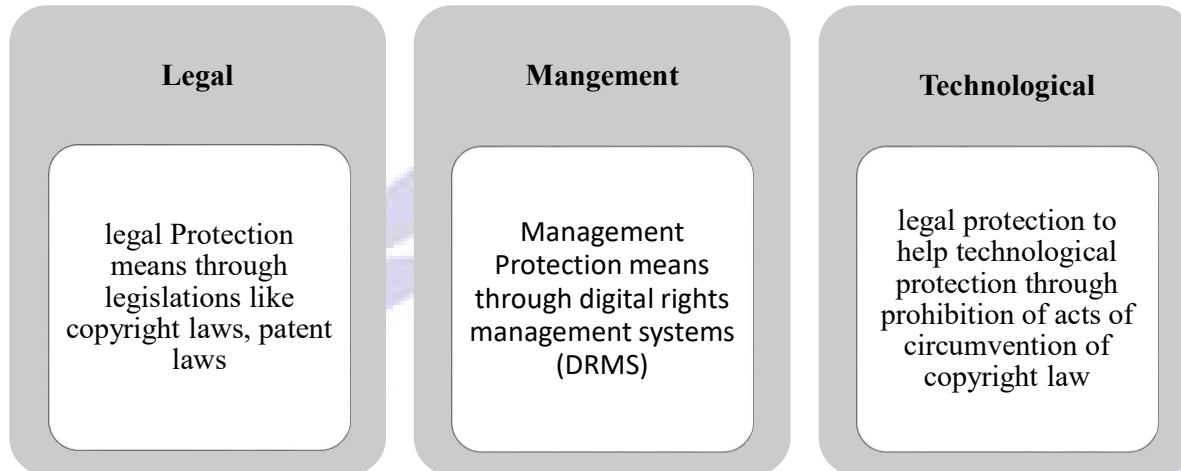 Legal
legal Protection
means through
legislations like
copyright laws, patent
laws
Mangement
Management
Protection means
through digital rights
management systems
(DRMS)
Technological
legal protection to
help technological
protection through
prohibition of acts of
circumvention of
copyright law